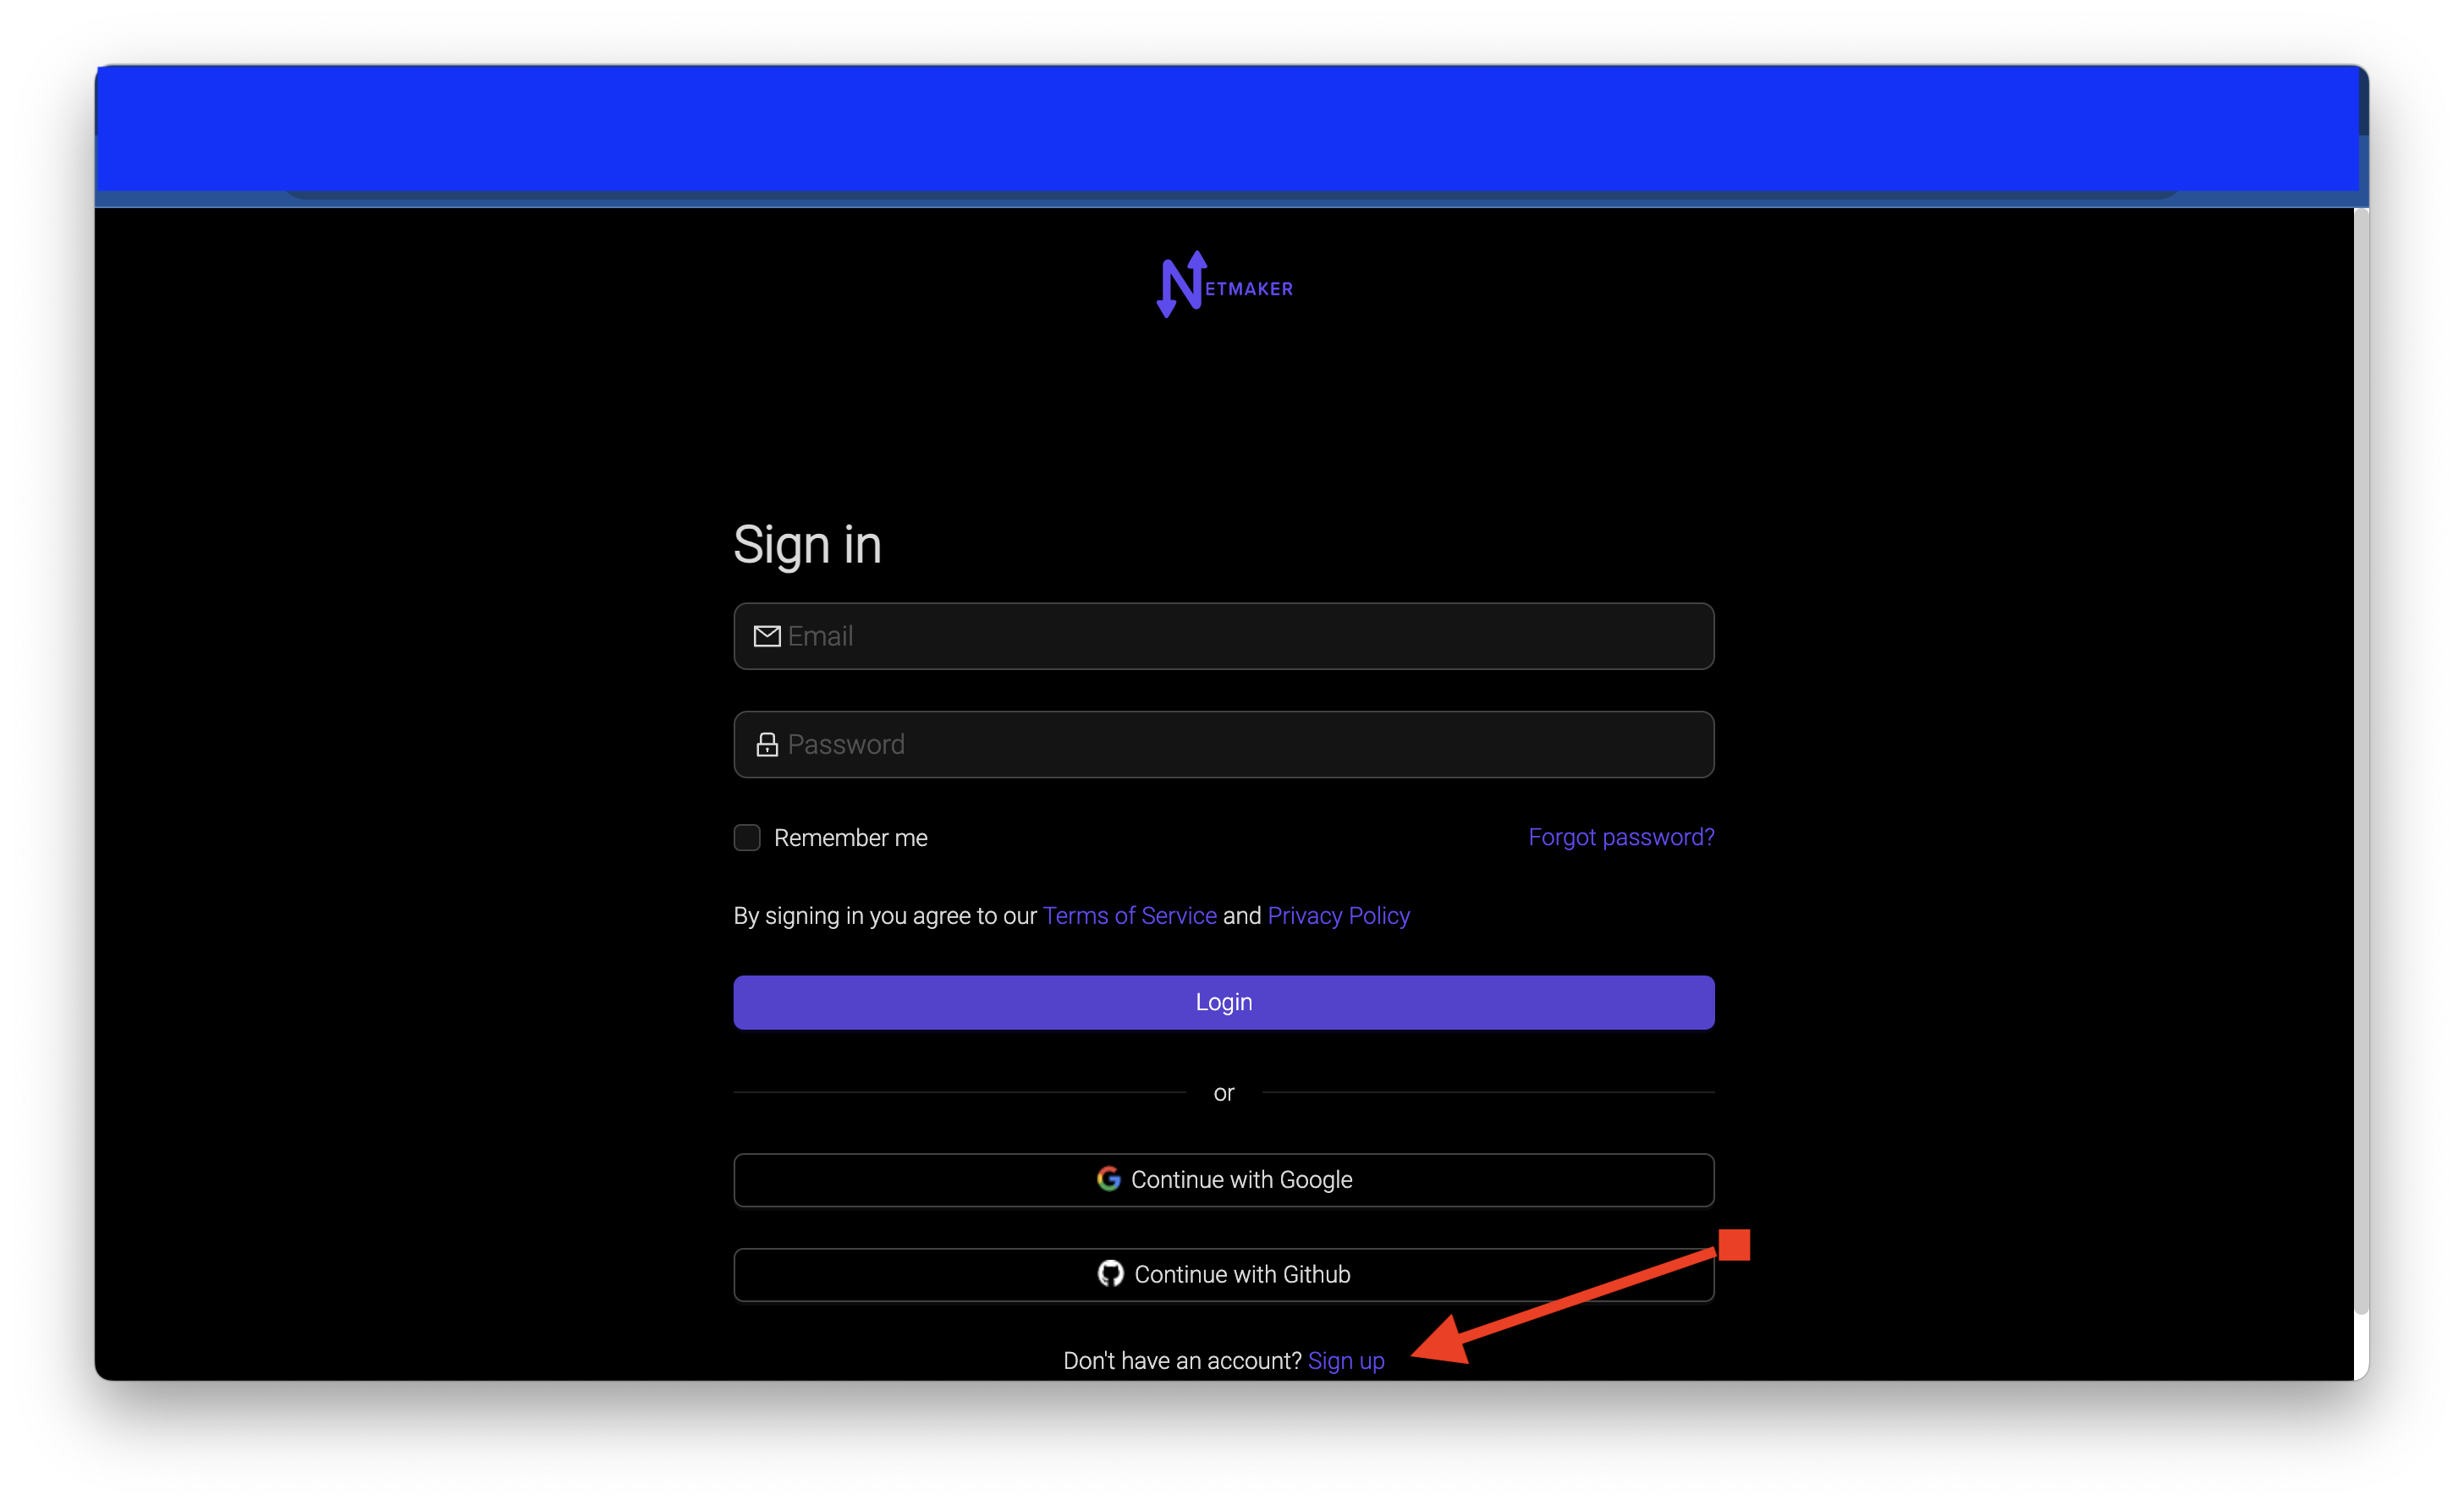 NETMAKER
Sign in
Email
Password
Remember me
Forgot password?
By signing in you agree to our Terms of Service and Privacy Policy
Login
or
Continue with Google
Continue with Github
Don't have an account? Sign up